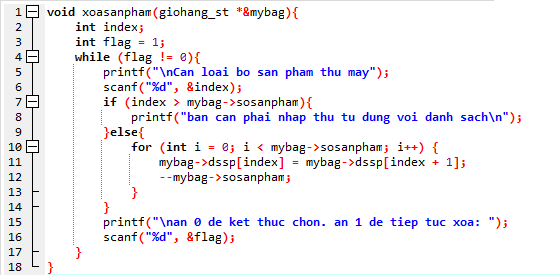 1 void xoasanpham(giohang_st *&mybag){
2 int index;
3 int flag = 1;
4 while (flag != 0){
5 printf("\nCan loai bo san pham thu may");
6 scanf("%d", &index);
7 if (index > mybag->sosanpham){
8 printf("ban can phai nhap thu tu dung voi danh sach\n");
9 }else{
10 for (int i = 0; i < mybag->sosanpham; i++) {
11 mybag->dssp[index] = mybag->dssp[index + 1];
12 --mybag->sosanpham;
13 }
14 }
15 printf("\nan 0 de ket thuc chon. an 1 de tiep tuc xoa: ");
16 scanf("%d", &flag);
17 }
18 }